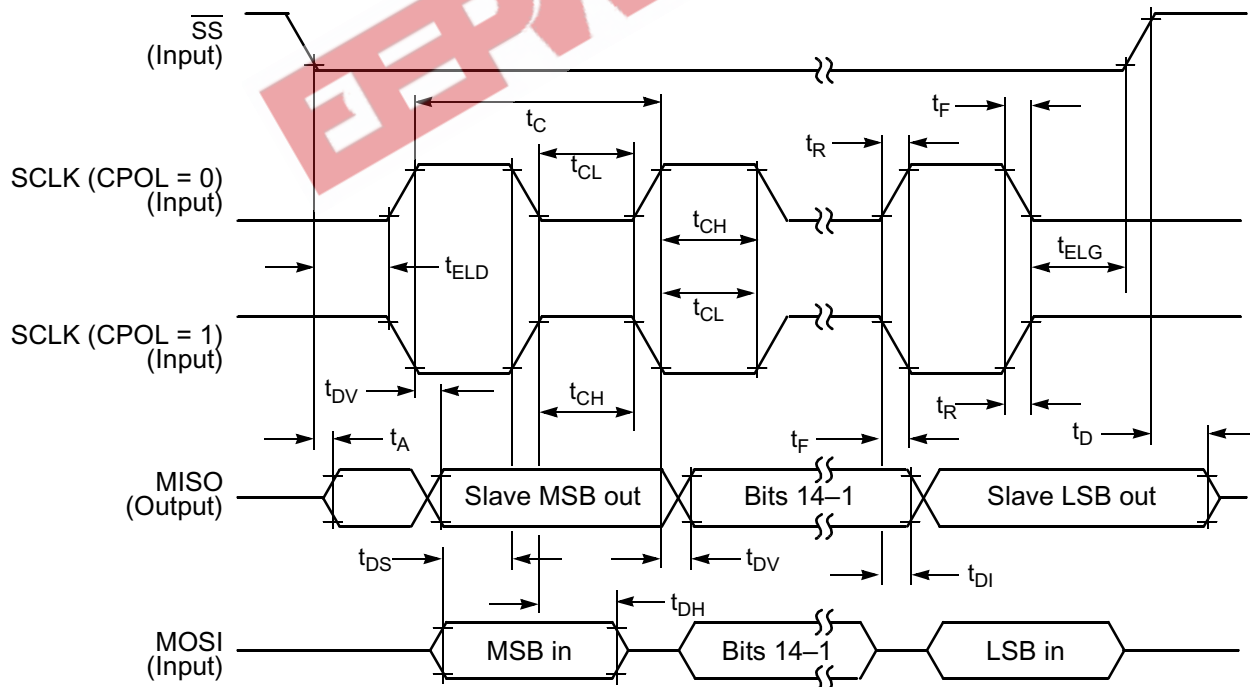 SS
(Input)
tF
tC
tR
tCL
SCLK (CPOL = 0)
(Input)
tCH
tELD
tELG
tCL
SCLK (CPOL = 1)
(Input)
tDV
tCH
tR
tA
tF
tD
MISO
(Output)
Slave MSB out
Bits 14–1
Slave LSB out
tDS
tDV
tDI
tDH
MOSI
(Input)
MSB in
Bits 14–1
LSB in